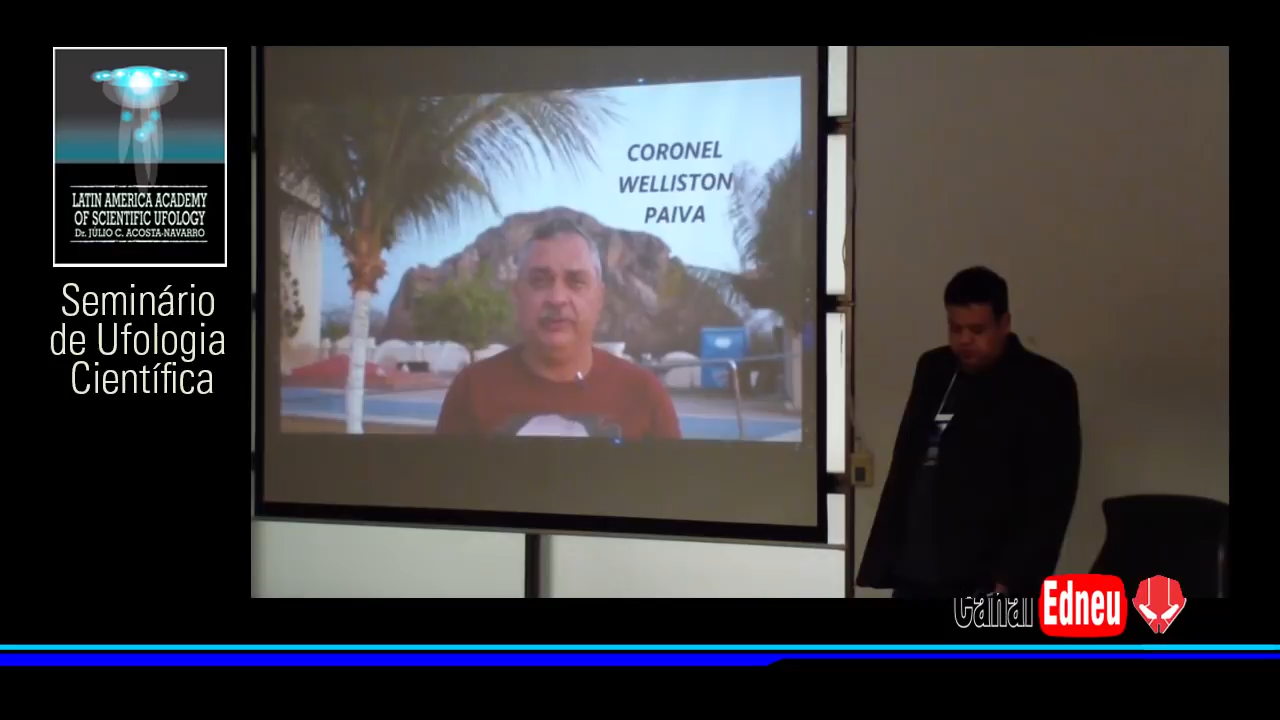 LATIN AMERICA ACADEMY
OF SCIENTIFIC UFOLOGY
Dr. JÚLIO C. ACOSTA-NAVARRO
Seminário
de Ufologia
Científica
CORONEL
WELLISTON
PAIVA
Canal Edneu